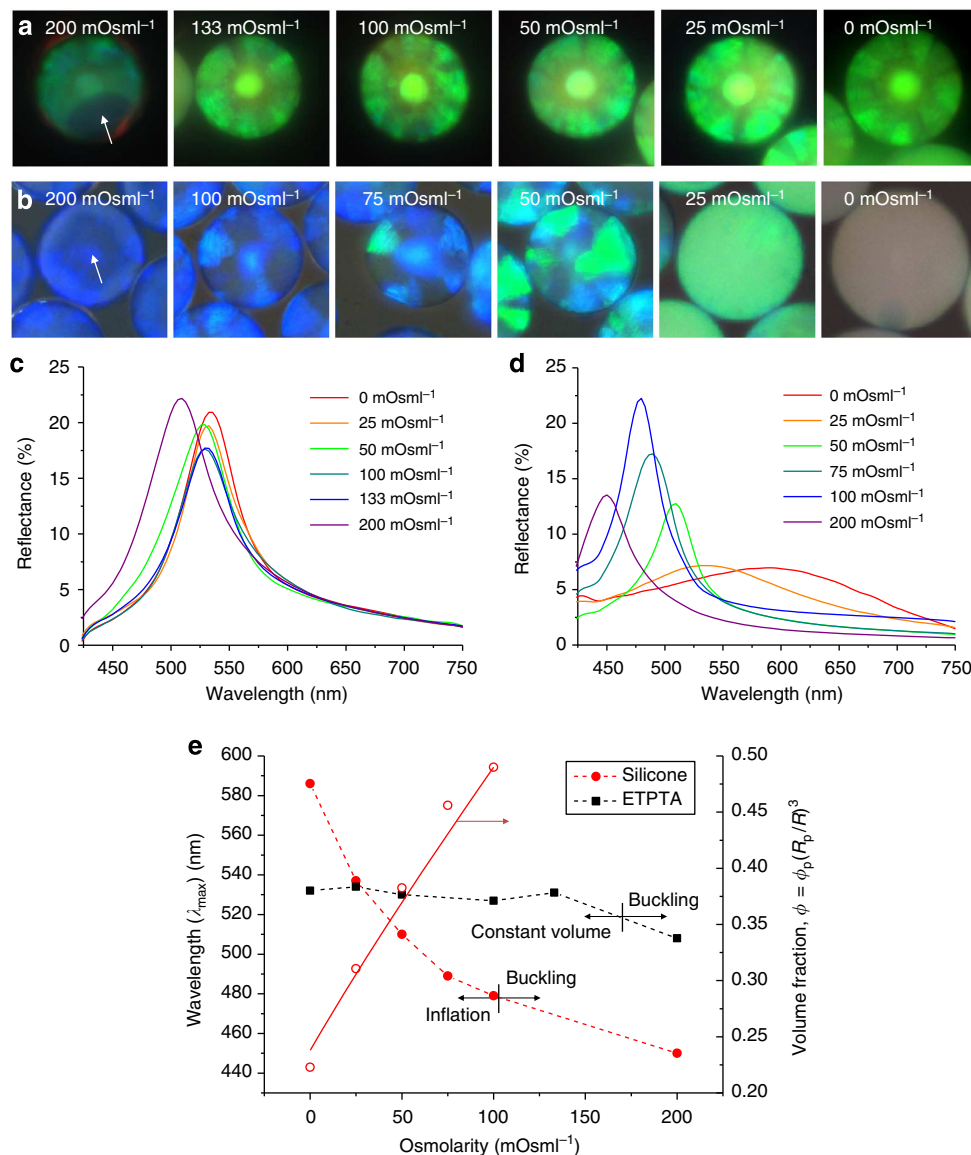 a
200 mOsml⁻¹
133 mOsml⁻¹
100 mOsml⁻¹
50 mOsml⁻¹
25 mOsml⁻¹
0 mOsml⁻¹
b
200 mOsml⁻¹
100 mOsml⁻¹
75 mOsml⁻¹
50 mOsml⁻¹
25 mOsml⁻¹
0 mOsml⁻¹
c
25
20
15
10
5
0
Reflectance (%)
0 mOsml⁻¹
25 mOsml⁻¹
50 mOsml⁻¹
100 mOsml⁻¹
133 mOsml⁻¹
200 mOsml⁻¹
450 500 550 600 650 700 750
Wavelength (nm)
d
25
20
15
10
5
0
Reflectance (%)
0 mOsml⁻¹
25 mOsml⁻¹
50 mOsml⁻¹
75 mOsml⁻¹
100 mOsml⁻¹
200 mOsml⁻¹
450 500 550 600 650 700 750
Wavelength (nm)
e
600
580
560
540
520
500
480
460
440
Wavelength (λmax) (nm)
Silicone
ETPTA
Buckling
Constant volume
Buckling
Inflation
0.50
0.45
0.40
0.35
0.30
0.25
0.20
Volume fraction, ϕ = ϕp(Rp/R)³
0 50 100 150 200
Osmolarity (mOsml⁻¹)